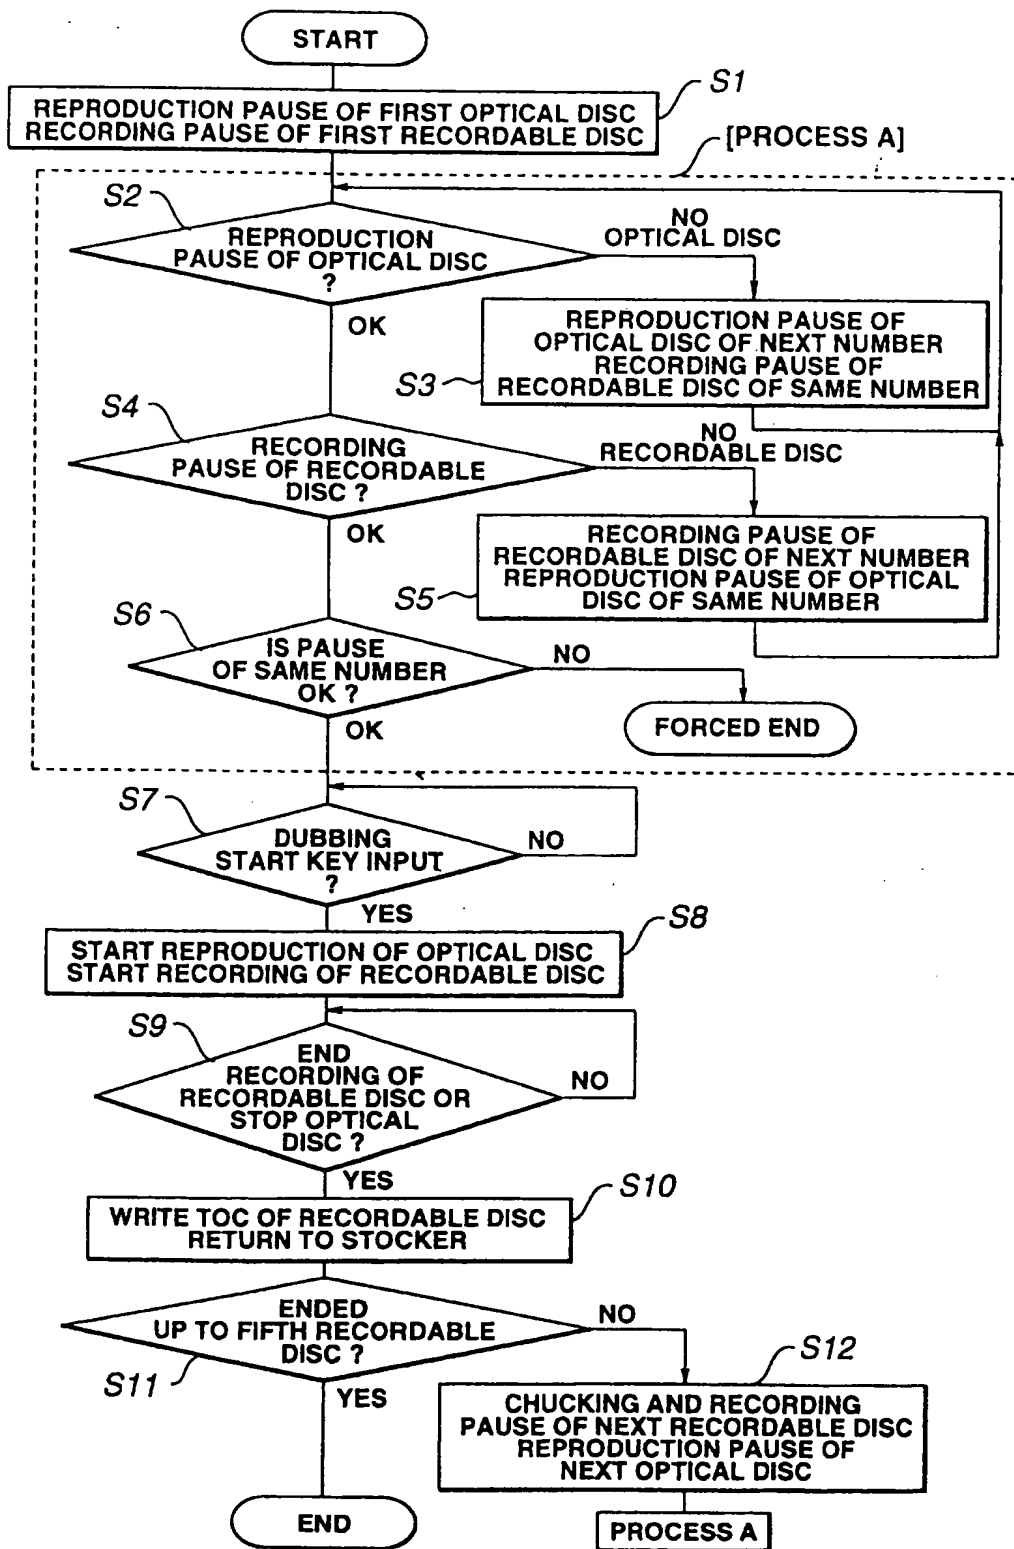 START
S1
REPRODUCTION PAUSE OF FIRST OPTICAL DISC
RECORDING PAUSE OF FIRST RECORDABLE DISC
[PROCESS A]
S2
REPRODUCTION
PAUSE OF OPTICAL DISC
?
NO
OPTICAL DISC
OK
REPRODUCTION PAUSE OF
OPTICAL DISC OF NEXT NUMBER
RECORDING PAUSE OF
RECORDABLE DISC OF SAME NUMBER
S3
S4
RECORDING
PAUSE OF RECORDABLE
DISC ?
NO
RECORDABLE DISC
OK
RECORDING PAUSE OF
RECORDABLE DISC OF NEXT NUMBER
REPRODUCTION PAUSE OF OPTICAL
DISC OF SAME NUMBER
S5
S6
IS PAUSE
OF SAME NUMBER
OK ?
NO
OK
FORCED END
S7
DUBBING
START KEY INPUT
?
NO
YES
S8
START REPRODUCTION OF OPTICAL DISC
START RECORDING OF RECORDABLE DISC
S9
END
RECORDING OF
RECORDABLE DISC OR
STOP OPTICAL
DISC ?
NO
YES
S10
WRITE TOC OF RECORDABLE DISC
RETURN TO STOCKER
ENDED
UP TO FIFTH RECORDABLE
DISC ?
NO
S11
YES
S12
CHUCKING AND RECORDING
PAUSE OF NEXT RECORDABLE DISC
REPRODUCTION PAUSE OF
NEXT OPTICAL DISC
END
PROCESS A